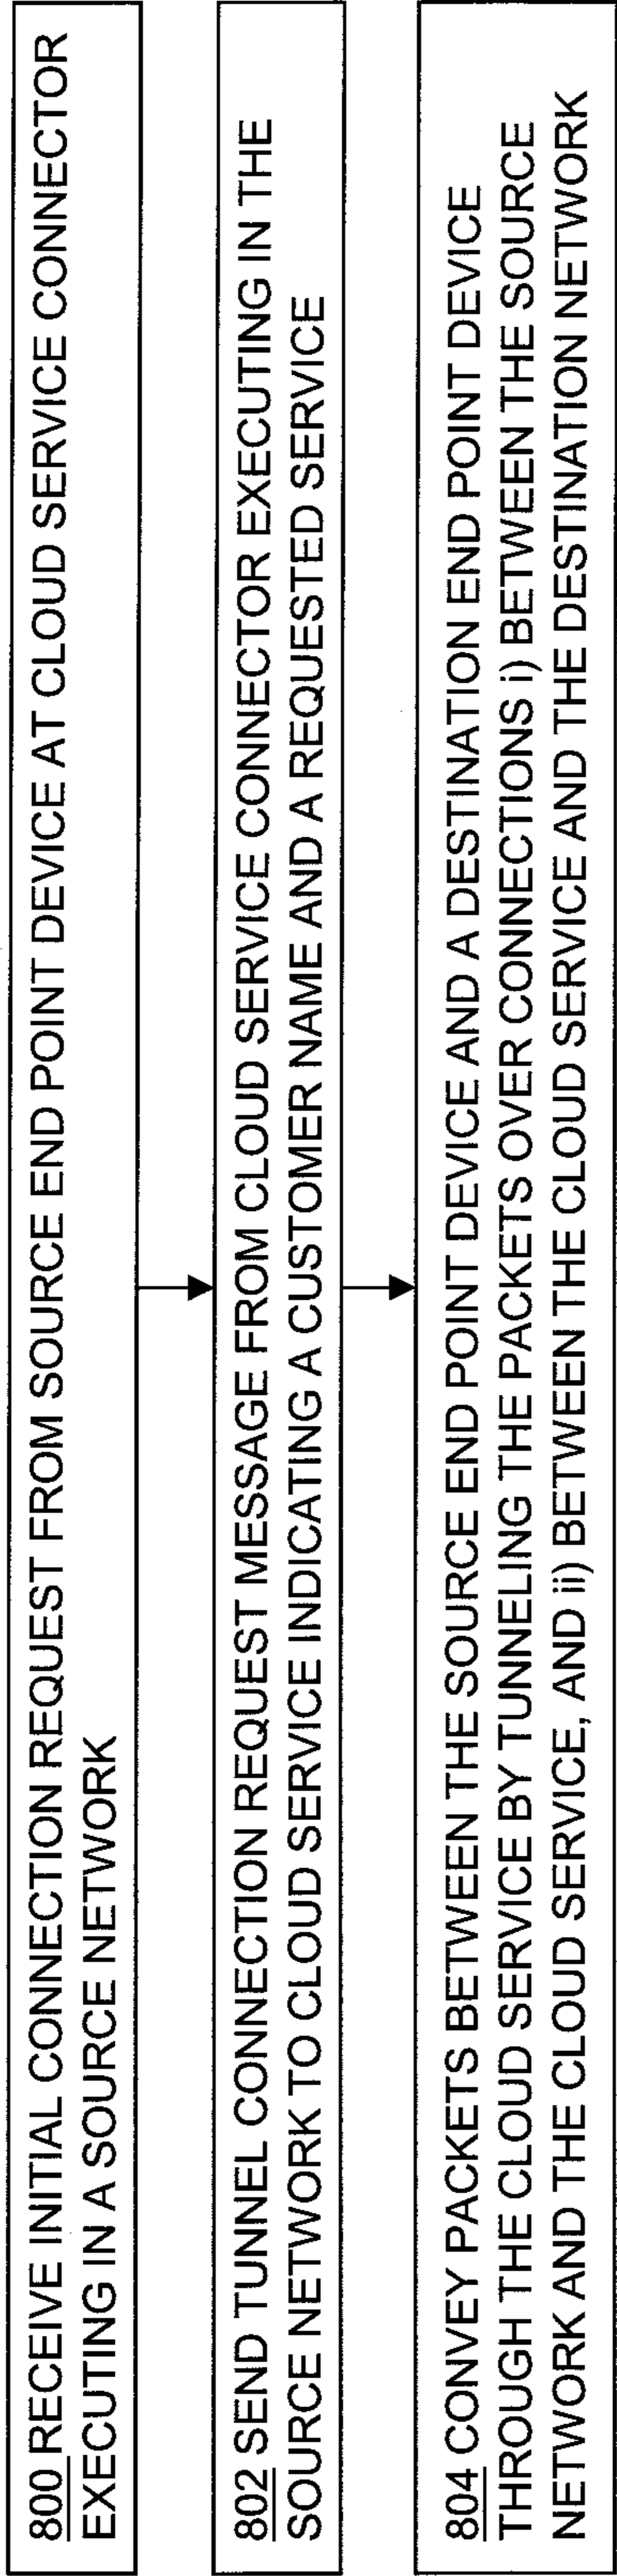 800 RECEIVE INITIAL CONNECTION REQUEST FROM SOURCE END POINT DEVICE AT CLOUD SERVICE CONNECTOR
EXECUTING IN A SOURCE NETWORK
802 SEND TUNNEL CONNECTION REQUEST MESSAGE FROM CLOUD SERVICE CONNECTOR EXECUTING IN THE
SOURCE NETWORK TO CLOUD SERVICE INDICATING A CUSTOMER NAME AND A REQUESTED SERVICE
804 CONVEY PACKETS BETWEEN THE SOURCE END POINT DEVICE AND A DESTINATION END POINT DEVICE
THROUGH THE CLOUD SERVICE BY TUNNELING THE PACKETS OVER CONNECTIONS i) BETWEEN THE SOURCE
NETWORK AND THE CLOUD SERVICE, AND ii) BETWEEN THE CLOUD SERVICE AND THE DESTINATION NETWORK